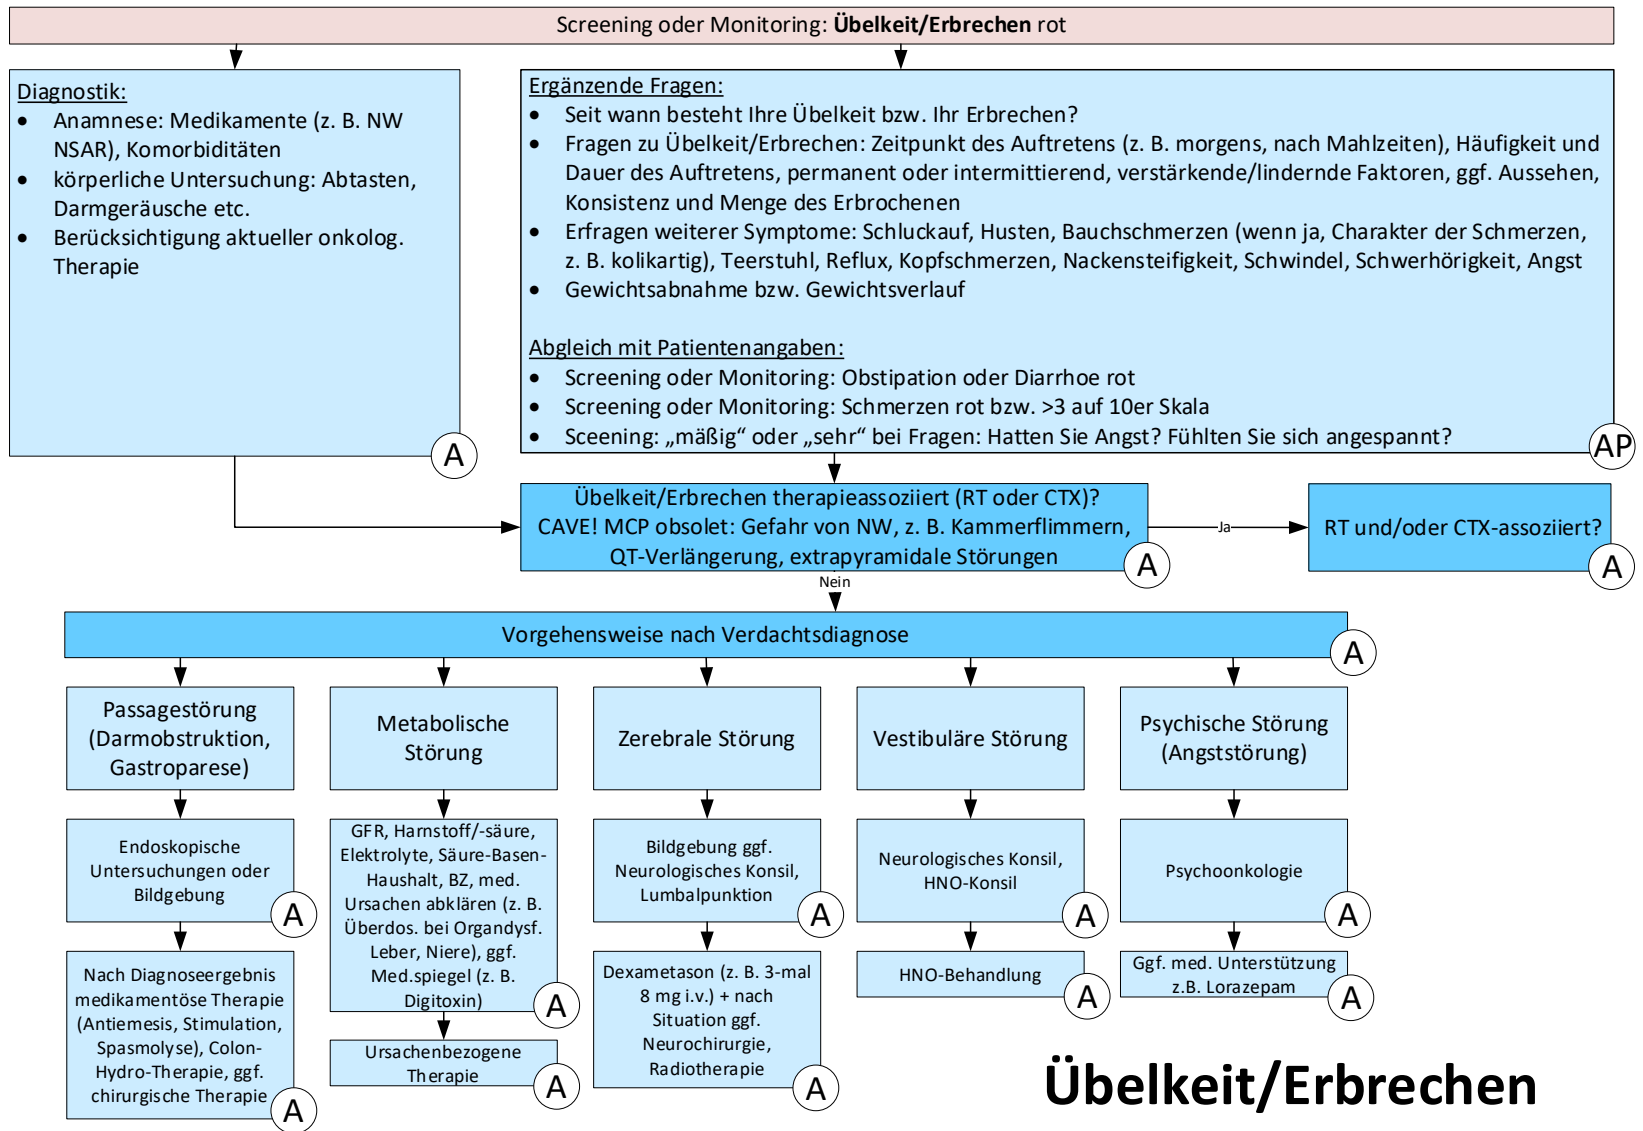 Screening oder Monitoring: Übelkeit/Erbrechen rot
Diagnostik:
• Anamnese: Medikamente (z. B. NW
NSAR), Komorbiditäten
• körperliche Untersuchung: Abtasten,
Darmgeräusche etc.
• Berücksichtigung aktueller onkolog.
Therapie
A
Ergänzende Fragen:
• Seit wann besteht Ihre Übelkeit bzw. Ihr Erbrechen?
• Fragen zu Übelkeit/Erbrechen: Zeitpunkt des Auftretens (z. B. morgens, nach Mahlzeiten), Häufigkeit und
Dauer des Auftretens, permanent oder intermittierend, verstärkende/lindernde Faktoren, ggf. Aussehen,
Konsistenz und Menge des Erbrochenen
• Erfragen weiterer Symptome: Schluckauf, Husten, Bauchschmerzen (wenn ja, Charakter der Schmerzen,
z. B. kolikartig), Teerstuhl, Reflux, Kopfschmerzen, Nackensteifigkeit, Schwindel, Schwerhörigkeit, Angst
• Gewichtsabnahme bzw. Gewichtsverlauf
Abgleich mit Patientenangaben:
• Screening oder Monitoring: Obstipation oder Diarrhoe rot
• Screening oder Monitoring: Schmerzen rot bzw. >3 auf 10er Skala
• Sceening: „mäßig“ oder „sehr“ bei Fragen: Hatten Sie Angst? Fühlten Sie sich angespannt?
AP
Übelkeit/Erbrechen therapieassoziiert (RT oder CTX)?
CAVE! MCP obsolet: Gefahr von NW, z. B. Kammerflimmern,
QT-Verlängerung, extrapyramidale Störungen
A
Ja
RT und/oder CTX-assoziiert?
A
Nein
Vorgehensweise nach Verdachtsdiagnose
A
Passagestörung
(Darmobstruktion,
Gastroparese)
Endoskopische
Untersuchungen oder
Bildgebung
A
Nach Diagnoseergebnis
medikamentöse Therapie
(Antiemesis, Stimulation,
Spasmolyse), Colon-
Hydro-Therapie, ggf.
chirurgische Therapie
A
Metabolische
Störung
GFR, Harnstoff/-säure,
Elektrolyte, Säure-Basen-
Haushalt, BZ, med.
Ursachen abklären (z. B.
Überdos. bei Organdysf.
Leber, Niere), ggf.
Med.spiegel (z. B.
Digitoxin)
A
Ursachenbezogene
Therapie
A
Zerebrale Störung
Bildgebung ggf.
Neurologisches Konsil,
Lumbalpunktion
A
Dexametason (z. B. 3-mal
8 mg i.v.) + nach
Situation ggf.
Neurochirurgie,
Radiotherapie
A
Vestibuläre Störung
Neurologisches Konsil,
HNO-Konsil
A
HNO-Behandlung
A
Psychische Störung
(Angststörung)
Psychoonkologie
A
Ggf. med. Unterstützung
z.B. Lorazepam
A
Übelkeit/Erbrechen